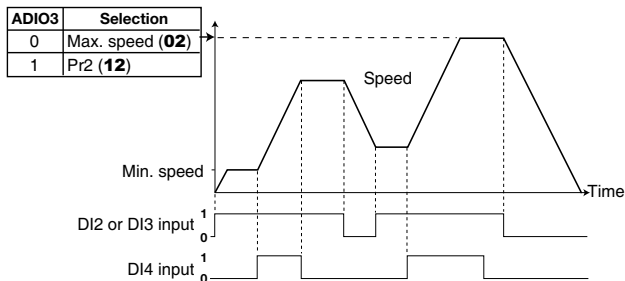 ADIO3 Selection
0 Max. speed (02)
1 Pr2 (12)
Speed
Min. speed
Time
DI2 or DI3 input 1
0
DI4 input 1
0